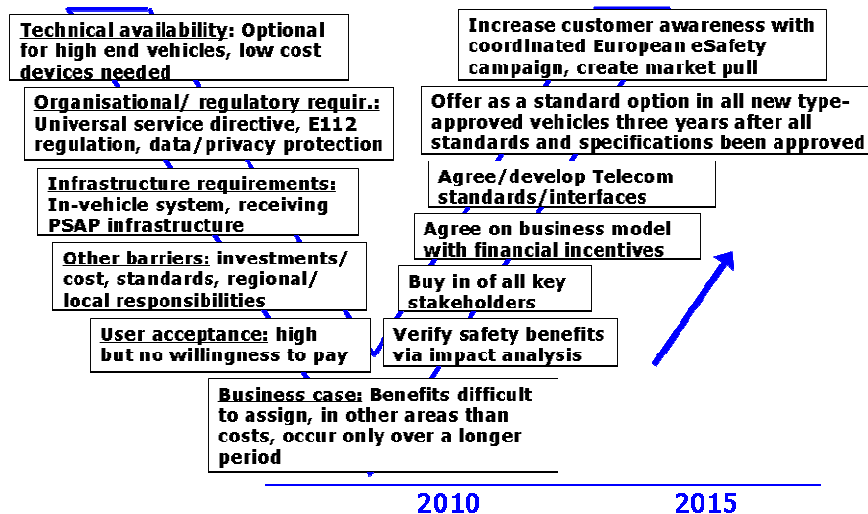 Technical availability: Optional
for high end vehicles, low cost
devices needed
Organisational/ regulatory requir.:
Universal service directive, E112
regulation, data/privacy protection
Infrastructure requirements:
In-vehicle system, receiving
PSAP infrastructure
Other barriers: investments/
cost, standards, regional/
local responsibilities
User acceptance: high
but no willingness to pay
Business case: Benefits difficult
to assign, in other areas than
costs, occur only over a longer
period
Increase customer awareness with
coordinated European eSafety
campaign, create market pull
Offer as a standard option in all new type-
approved vehicles three years after all
standards and specifications been approved
Agree/develop Telecom
standards/interfaces
Agree on business model
with financial incentives
Buy in of all key
stakeholders
Verify safety benefits
via impact analysis
2010
2015